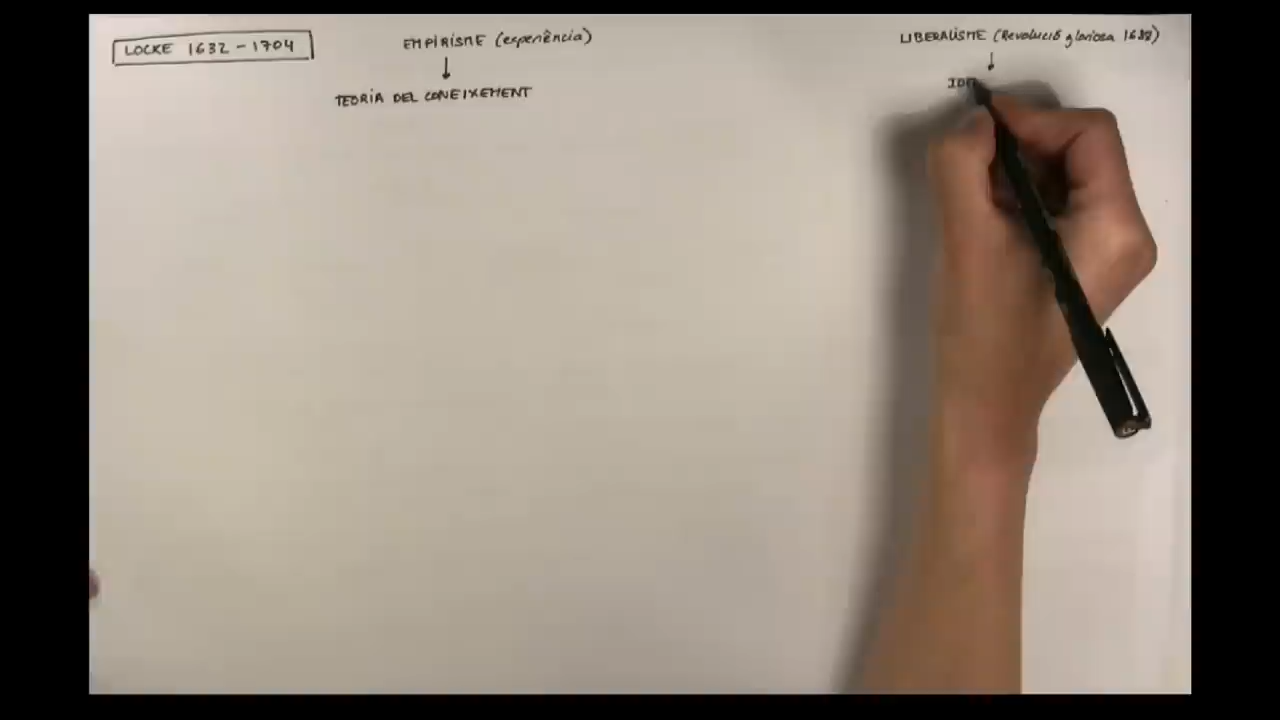 LOCKE 1632 - 1704
EMPIRISME (experiència)
TEORIA DEL CONEIXEMENT
LIBERALISME (Revolució gloriosa 1688)